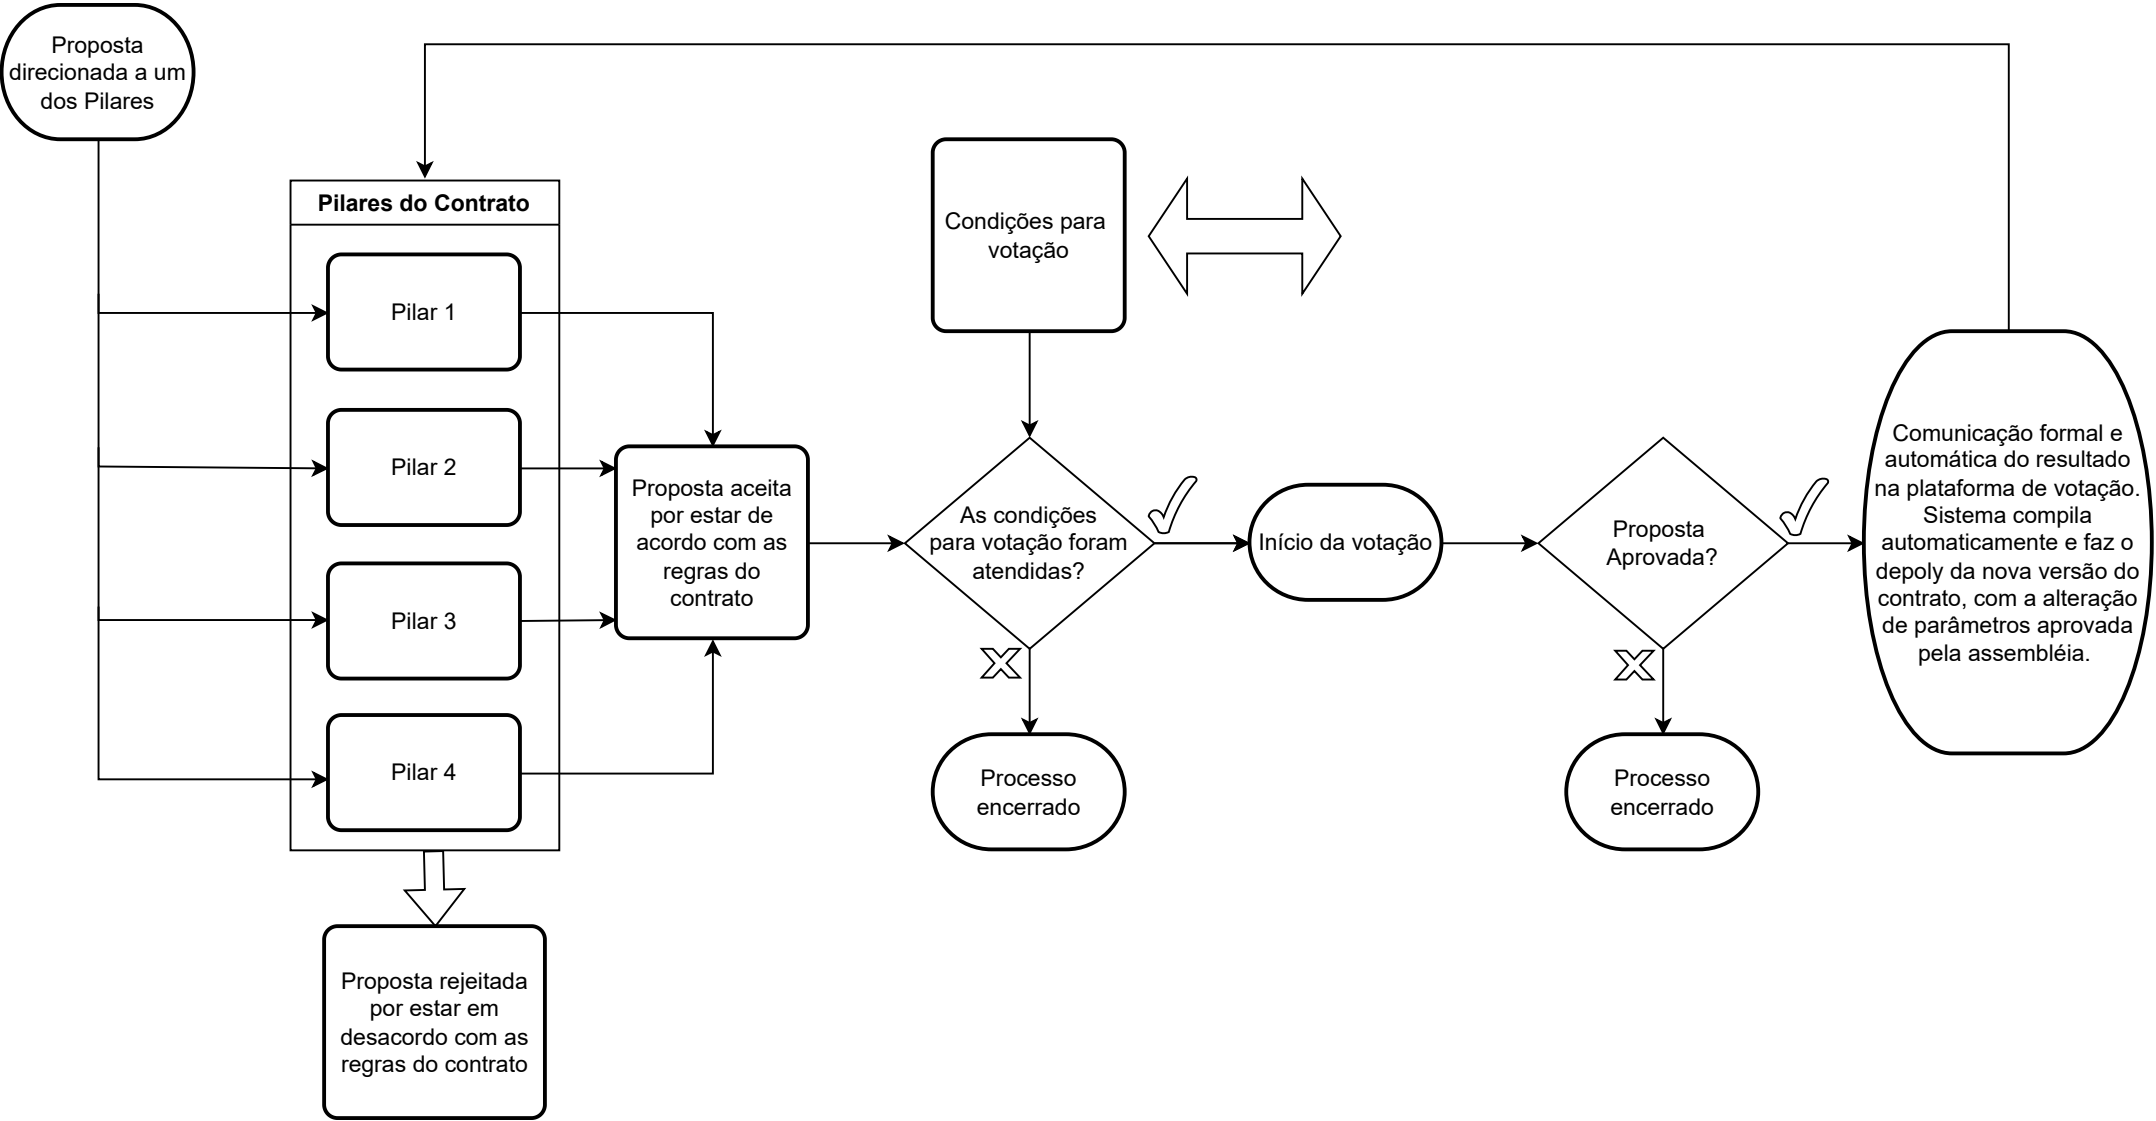 Proposta
direcionada a um
dos Pilares
Pilares do Contrato
Pilar 1
Pilar 2
Pilar 3
Pilar 4
Proposta rejeitada
por estar em
desacordo com as
regras do contrato
Proposta aceita
por estar de
acordo com as
regras do
contrato
Condições para
votação
As condições
para votação foram
atendidas?
Processo
encerrado
Início da votação
Proposta
Aprovada?
Processo
encerrado
Comunicação formal e
automática do resultado
na plataforma de votação.
Sistema compila
automaticamente e faz o
depoly da nova versão do
contrato, com a alteração
de parâmetros aprovada
pela assembléia.